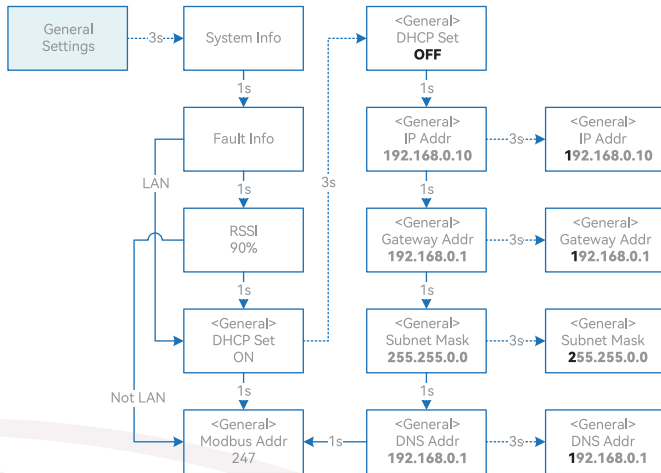 General
Settings
3s
System Info
1s
Fault Info
LAN
1s
RSSI
90%
1s
<General>
DHCP Set
ON
Not LAN
1s
<General>
Modbus Addr
247
3s
<General>
DHCP Set
OFF
1s
<General>
IP Addr
192.168.0.10
3s
<General>
IP Addr
192.168.0.10
1s
<General>
Gateway Addr
192.168.0.1
3s
<General>
Gateway Addr
192.168.0.1
1s
<General>
Subnet Mask
255.255.0.0
3s
<General>
Subnet Mask
255.255.0.0
1s
<General>
DNS Addr
192.168.0.1
1s
3s
<General>
DNS Addr
192.168.0.1